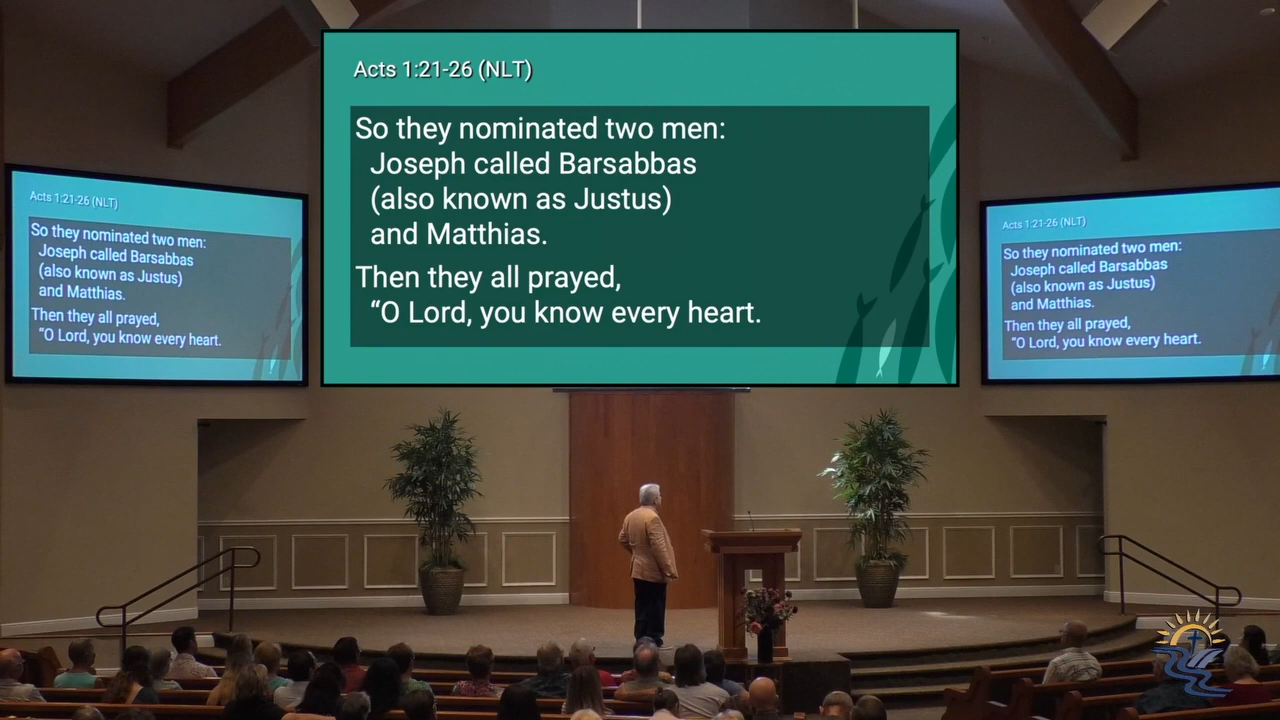 Acts 1:21-26 (NLT)
So they nominated two men:
Joseph called Barsabbas
(also known as Justus)
and Matthias.
Then they all prayed,
“O Lord, you know every heart.
Acts 1:21-26 (NLT)
So they nominated two men:
Joseph called Barsabbas
(also known as Justus)
and Matthias.
Then they all prayed,
“O Lord, you know every heart.
Acts 1:21-26 (NLT)
So they nominated two men:
Joseph called Barsabbas
(also known as Justus)
and Matthias.
Then they all prayed,
“O Lord, you know every heart.